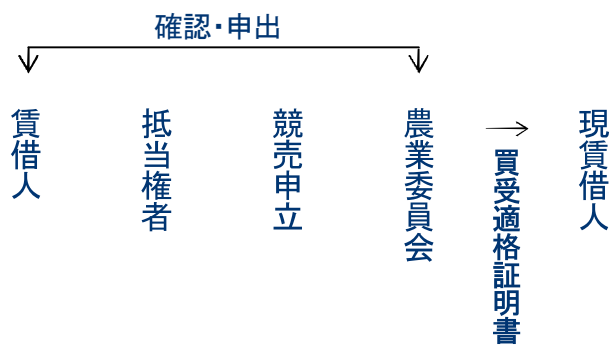 確認・申出
賃借人
抵当権者
競売申立
農業委員会
買受適格証明書
現賃借人